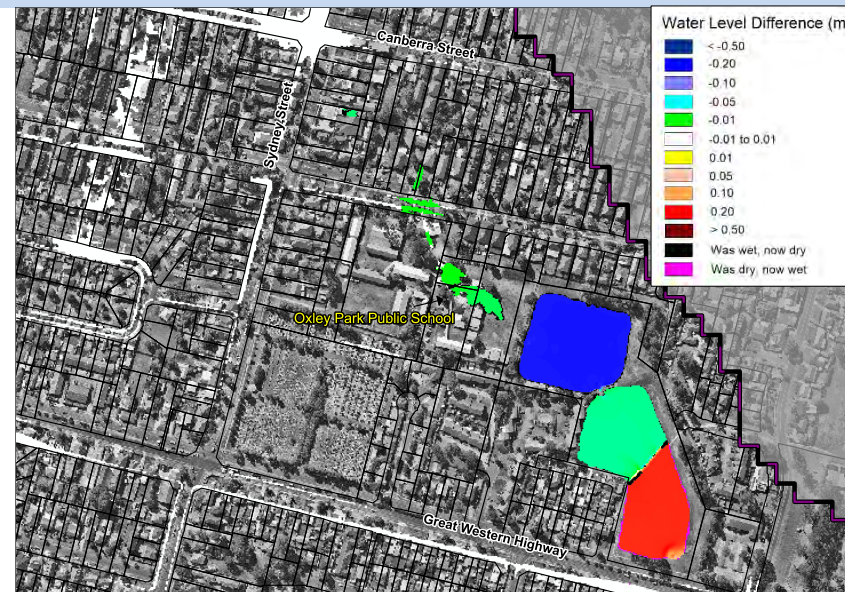 Water Level Difference (m
< -0.50
-0.20
-0.10
-0.05
-0.01
-0.01 to 0.01
0.01
0.05
0.10
0.20
> 0.50
Was wet, now dry
Was dry, now wet
Canberra Street
Sydney Street
Oxley Park Public School
Great Western Highway